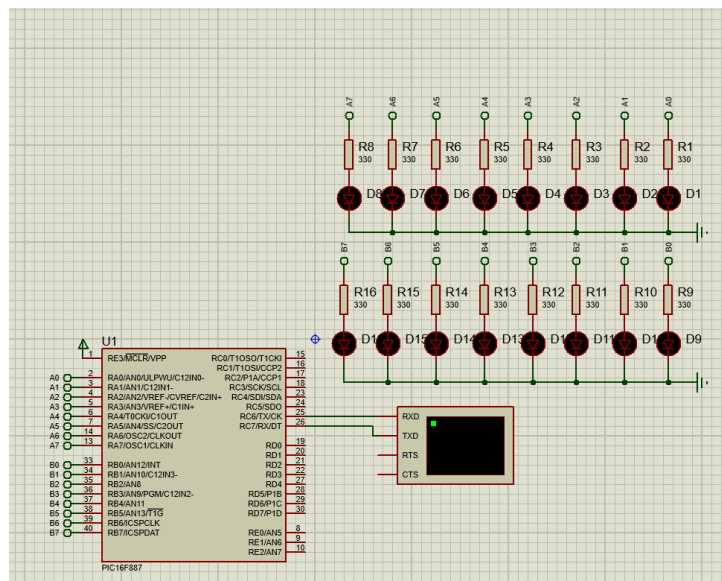 A7 A6 A5 A4 A3 A2 A1 A0
R8 R7 R6 R5 R4 R3 R2 R1
330 330 330 330 330 330 330 330
D8 D7 D6 D5 D4 D3 D2 D1
B7 B6 B5 B4 B3 B2 B1 B0
R16 R15 R14 R13 R12 R11 R10 R9
330 330 330 330 330 330 330 330
D15 D14 D13 D9
U1
1 RE3/MCLR/VPP RC0/T1OSO/T1CKI 15
RC1/T1OSI/CCP2 16
A0 2 RA0/AN0/ULPWU/C12IN0- RC2/P1A/CCP1 17
A1 3 RA1/AN1/C12IN1- RC3/SCK/SCL 18
A2 4 RA2/AN2/VREF-/CVREF/C2IN+ RC4/SDI/SDA 23
A3 5 RA3/AN3/VREF+/C1IN+ RC5/SDO 24
A4 6 RA4/T0CKI/C1OUT RC6/TX/CK 25 RXD
A5 7 RA5/AN4/SS/C2OUT RC7/RX/DT 26
A6 14 RA6/OSC2/CLKOUT TXD
A7 13 RA7/OSC1/CLKIN RD0 19
RD1 20 RTS
B0 33 RB0/AN12/INT RD2 21
B1 34 RB1/AN10/C12IN3- RD3 22 CTS
B2 35 RB2/AN8 RD4 27
B3 36 RB3/AN9/PGM/C12IN2- RD5/P1B 28
B4 37 RB4/AN11 RD6/P1C 29
B5 38 RB5/AN13/T1G RD7/P1D 30
B6 39 RB6/ICSPCLK
B7 40 RB7/ICSPDAT RE0/AN5 8
RE1/AN6 9
RE2/AN7 10
PIC16F887